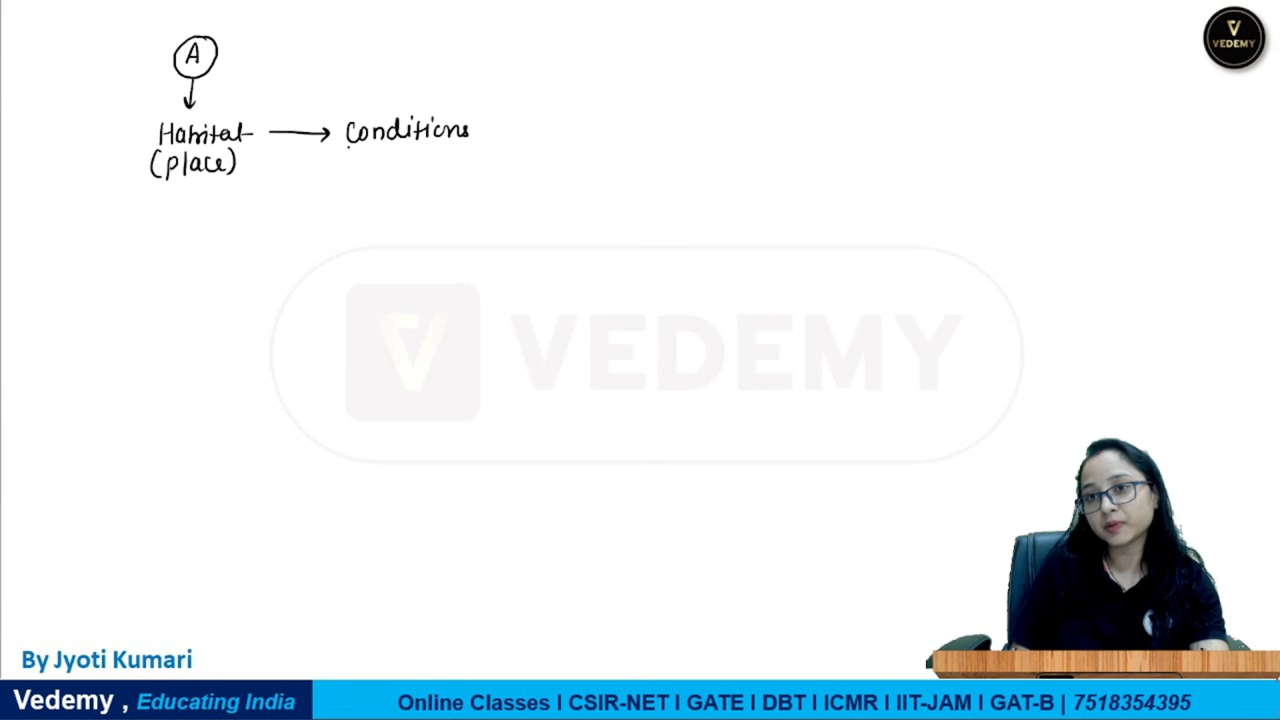 A
VEDEMY
Habitat → Conditions
(place)
VEDEMY
By Jyoti Kumari
Vedemy , Educating India
Online Classes I CSIR-NET I GATE I DBT I ICMR I IIT-JAM I GAT-B | 7518354395